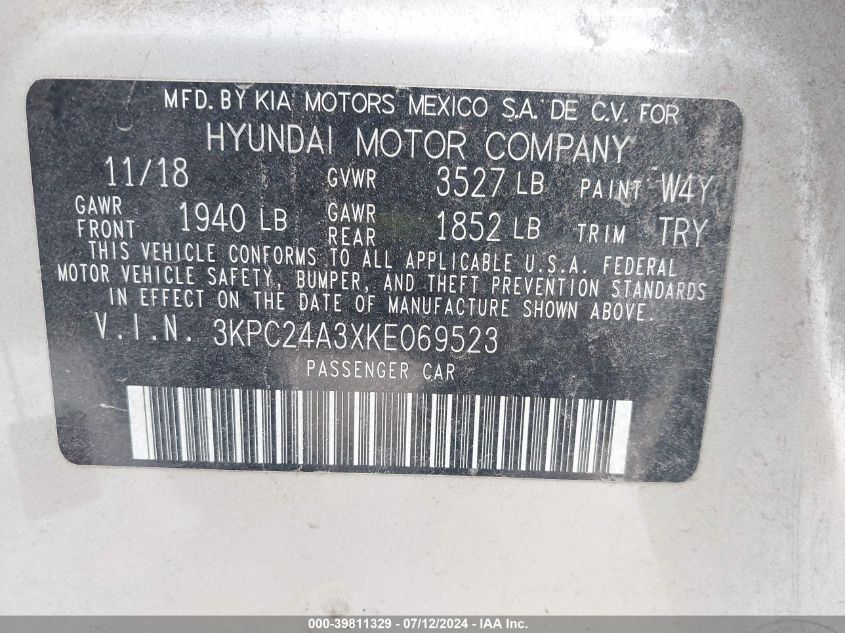 MFD. BY KIA MOTORS MEXICO S.A. DE C.V. FOR
HYUNDAI MOTOR COMPANY
11/18 GVWR 3527 LB PAINT W4Y
GAWR FRONT 1940 LB GAWR REAR 1852 LB TRIM TRY
THIS VEHICLE CONFORMS TO ALL APPLICABLE U.S.A. FEDERAL
MOTOR VEHICLE SAFETY, BUMPER, AND THEFT PREVENTION STANDARDS
IN EFFECT ON THE DATE OF MANUFACTURE SHOWN ABOVE.
V.I.N. 3KPC24A3XKE069523
PASSENGER CAR
000-39811329 - 07/12/2024 - IAA Inc.